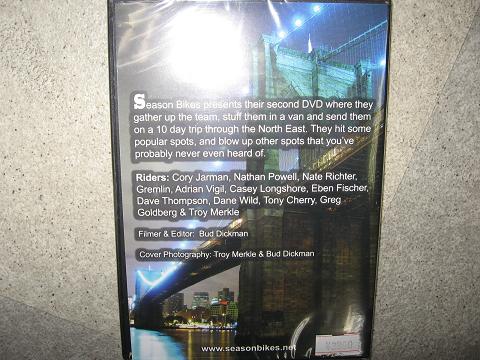 Season Bikes presents their second DVD where they
gather up the team, stuff them in a van and send them
on a 10 day trip through the North East. They hit some
popular spots, and blow up other spots that you've
probably never even heard of.
Riders: Cory Jarman, Nathan Powell, Nate Richter,
Gremlin, Adrian Vigil, Casey Longshore, Eben Fischer,
Dave Thompson, Dane Wild, Tony Cherry, Greg
Goldberg & Troy Merkle
Filmer & Editor: Bud Dickman
Cover Photography: Troy Merkle & Bud Dickman
www.seasonbikes.net